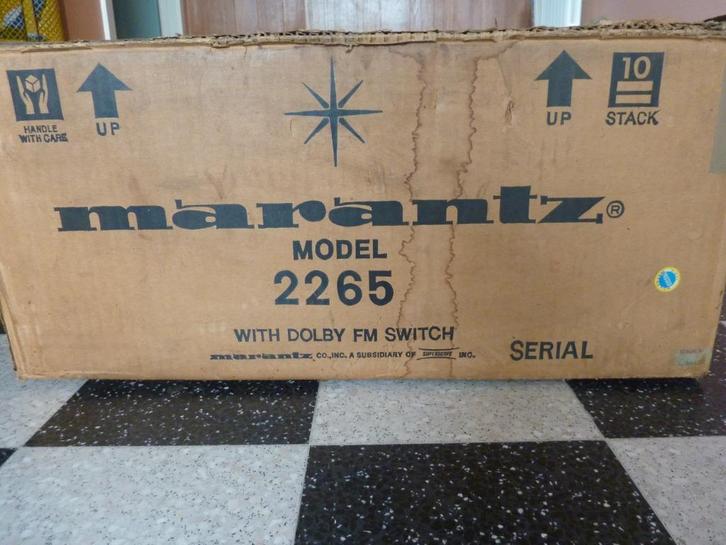 HANDLE
WITH CARE
UP
UP
10
STACK
marantz®
MODEL
2265
WITH DOLBY FM SWITCH
marantz CO., INC. A SUBSIDIARY OF SUPERSCOPE INC.
SERIAL